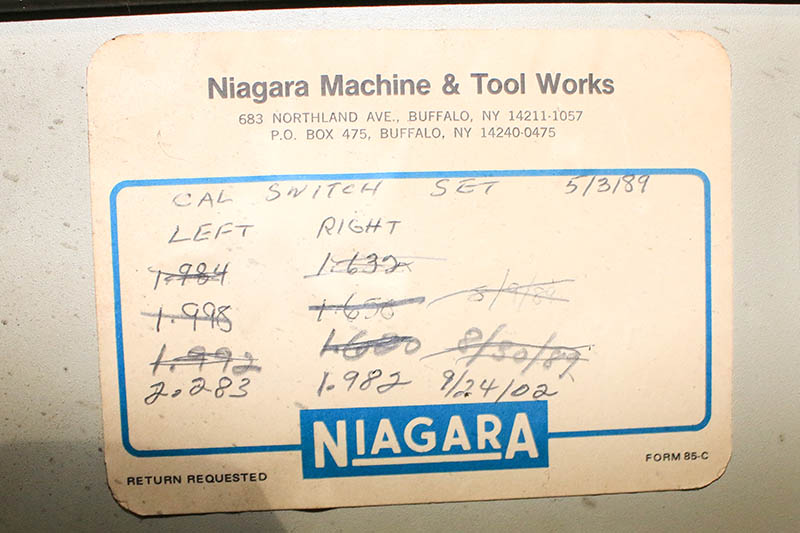 Niagara Machine & Tool Works
683 NORTHLAND AVE., BUFFALO, NY 14211-1057
P.O. BOX 475, BUFFALO, NY 14240-0475
CAL SWITCH SET 5/3/89
LEFT RIGHT
1.984 1.632
1.998 1.656
1.992 8/30/89
2.283 1.982 9/24/02
NIAGARA
RETURN REQUESTED
FORM 85-C